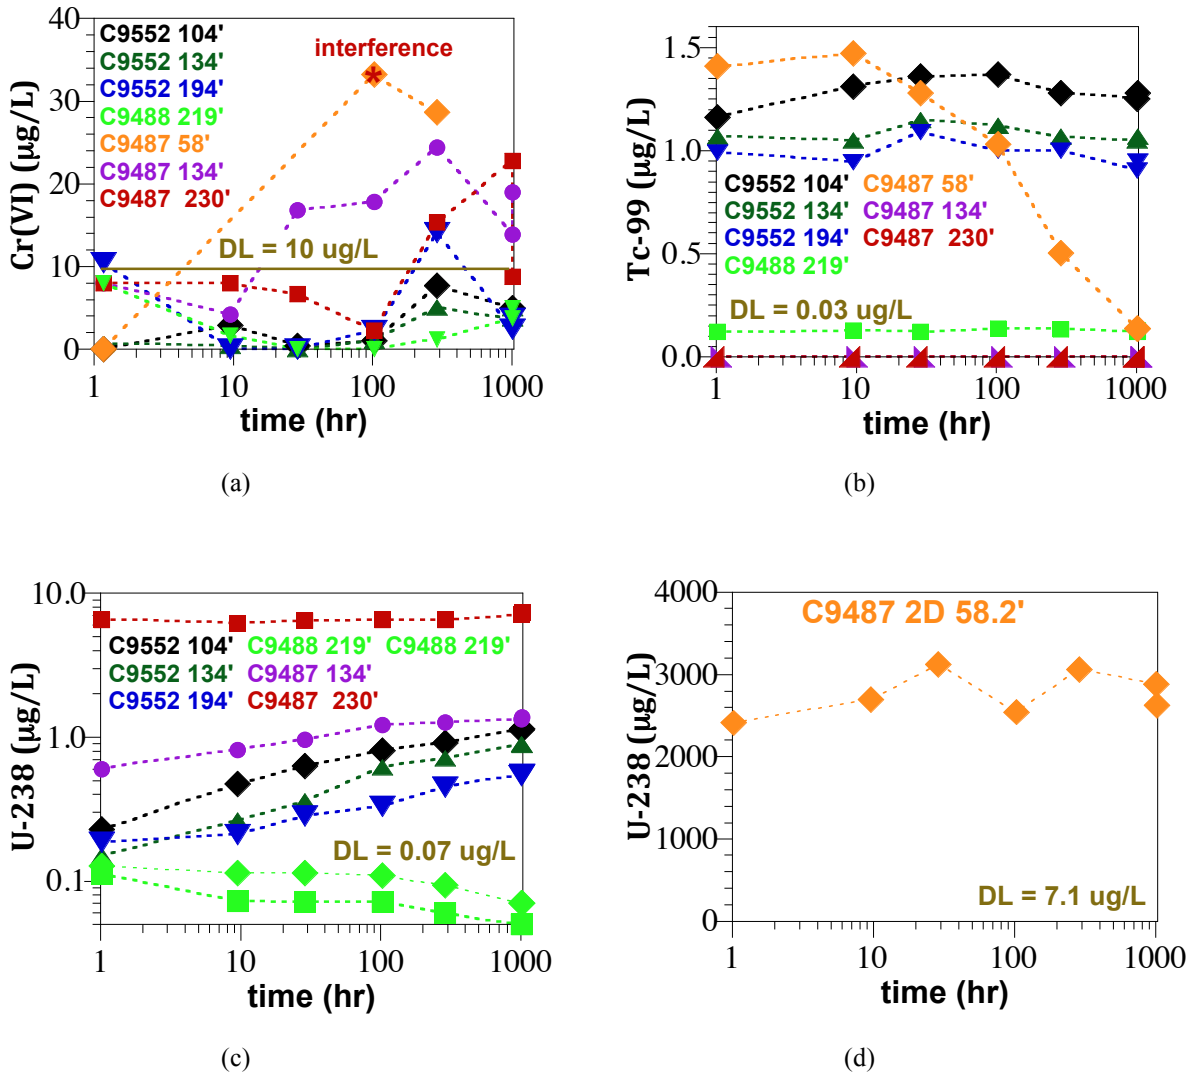 40
30
20
10
0
Cr(VI) (µg/L)
C9552 104'
C9552 134'
C9552 194'
C9488 219'
C9487 58'
C9487 134'
C9487 230'
interference
*
DL = 10 ug/L
1 10 100 1000
time (hr)
(a)
1.5
1.0
0.5
0.0
Tc-99 (µg/L)
C9552 104' C9487 58'
C9552 134' C9487 134'
C9552 194' C9487 230'
C9488 219'
DL = 0.03 ug/L
1 10 100 1000
time (hr)
(b)
10.0
1.0
0.1
U-238 (µg/L)
C9552 104' C9488 219' C9488 219'
C9552 134' C9487 134'
C9552 194' C9487 230'
DL = 0.07 ug/L
1 10 100 1000
time (hr)
(c)
4000
3000
2000
1000
0
U-238 (µg/L)
C9487 2D 58.2'
DL = 7.1 ug/L
1 10 100 1000
time (hr)
(d)